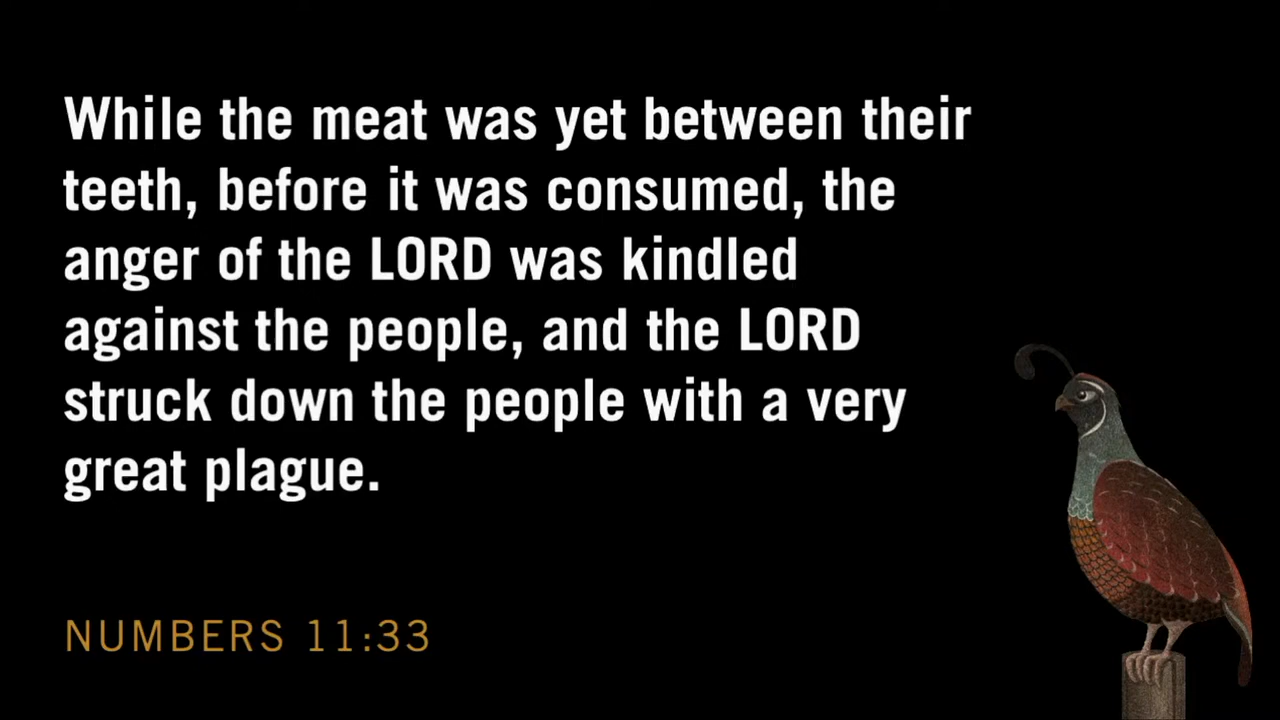 While the meat was yet between their
teeth, before it was consumed, the
anger of the LORD was kindled
against the people, and the LORD
struck down the people with a very
great plague.
NUMBERS 11:33